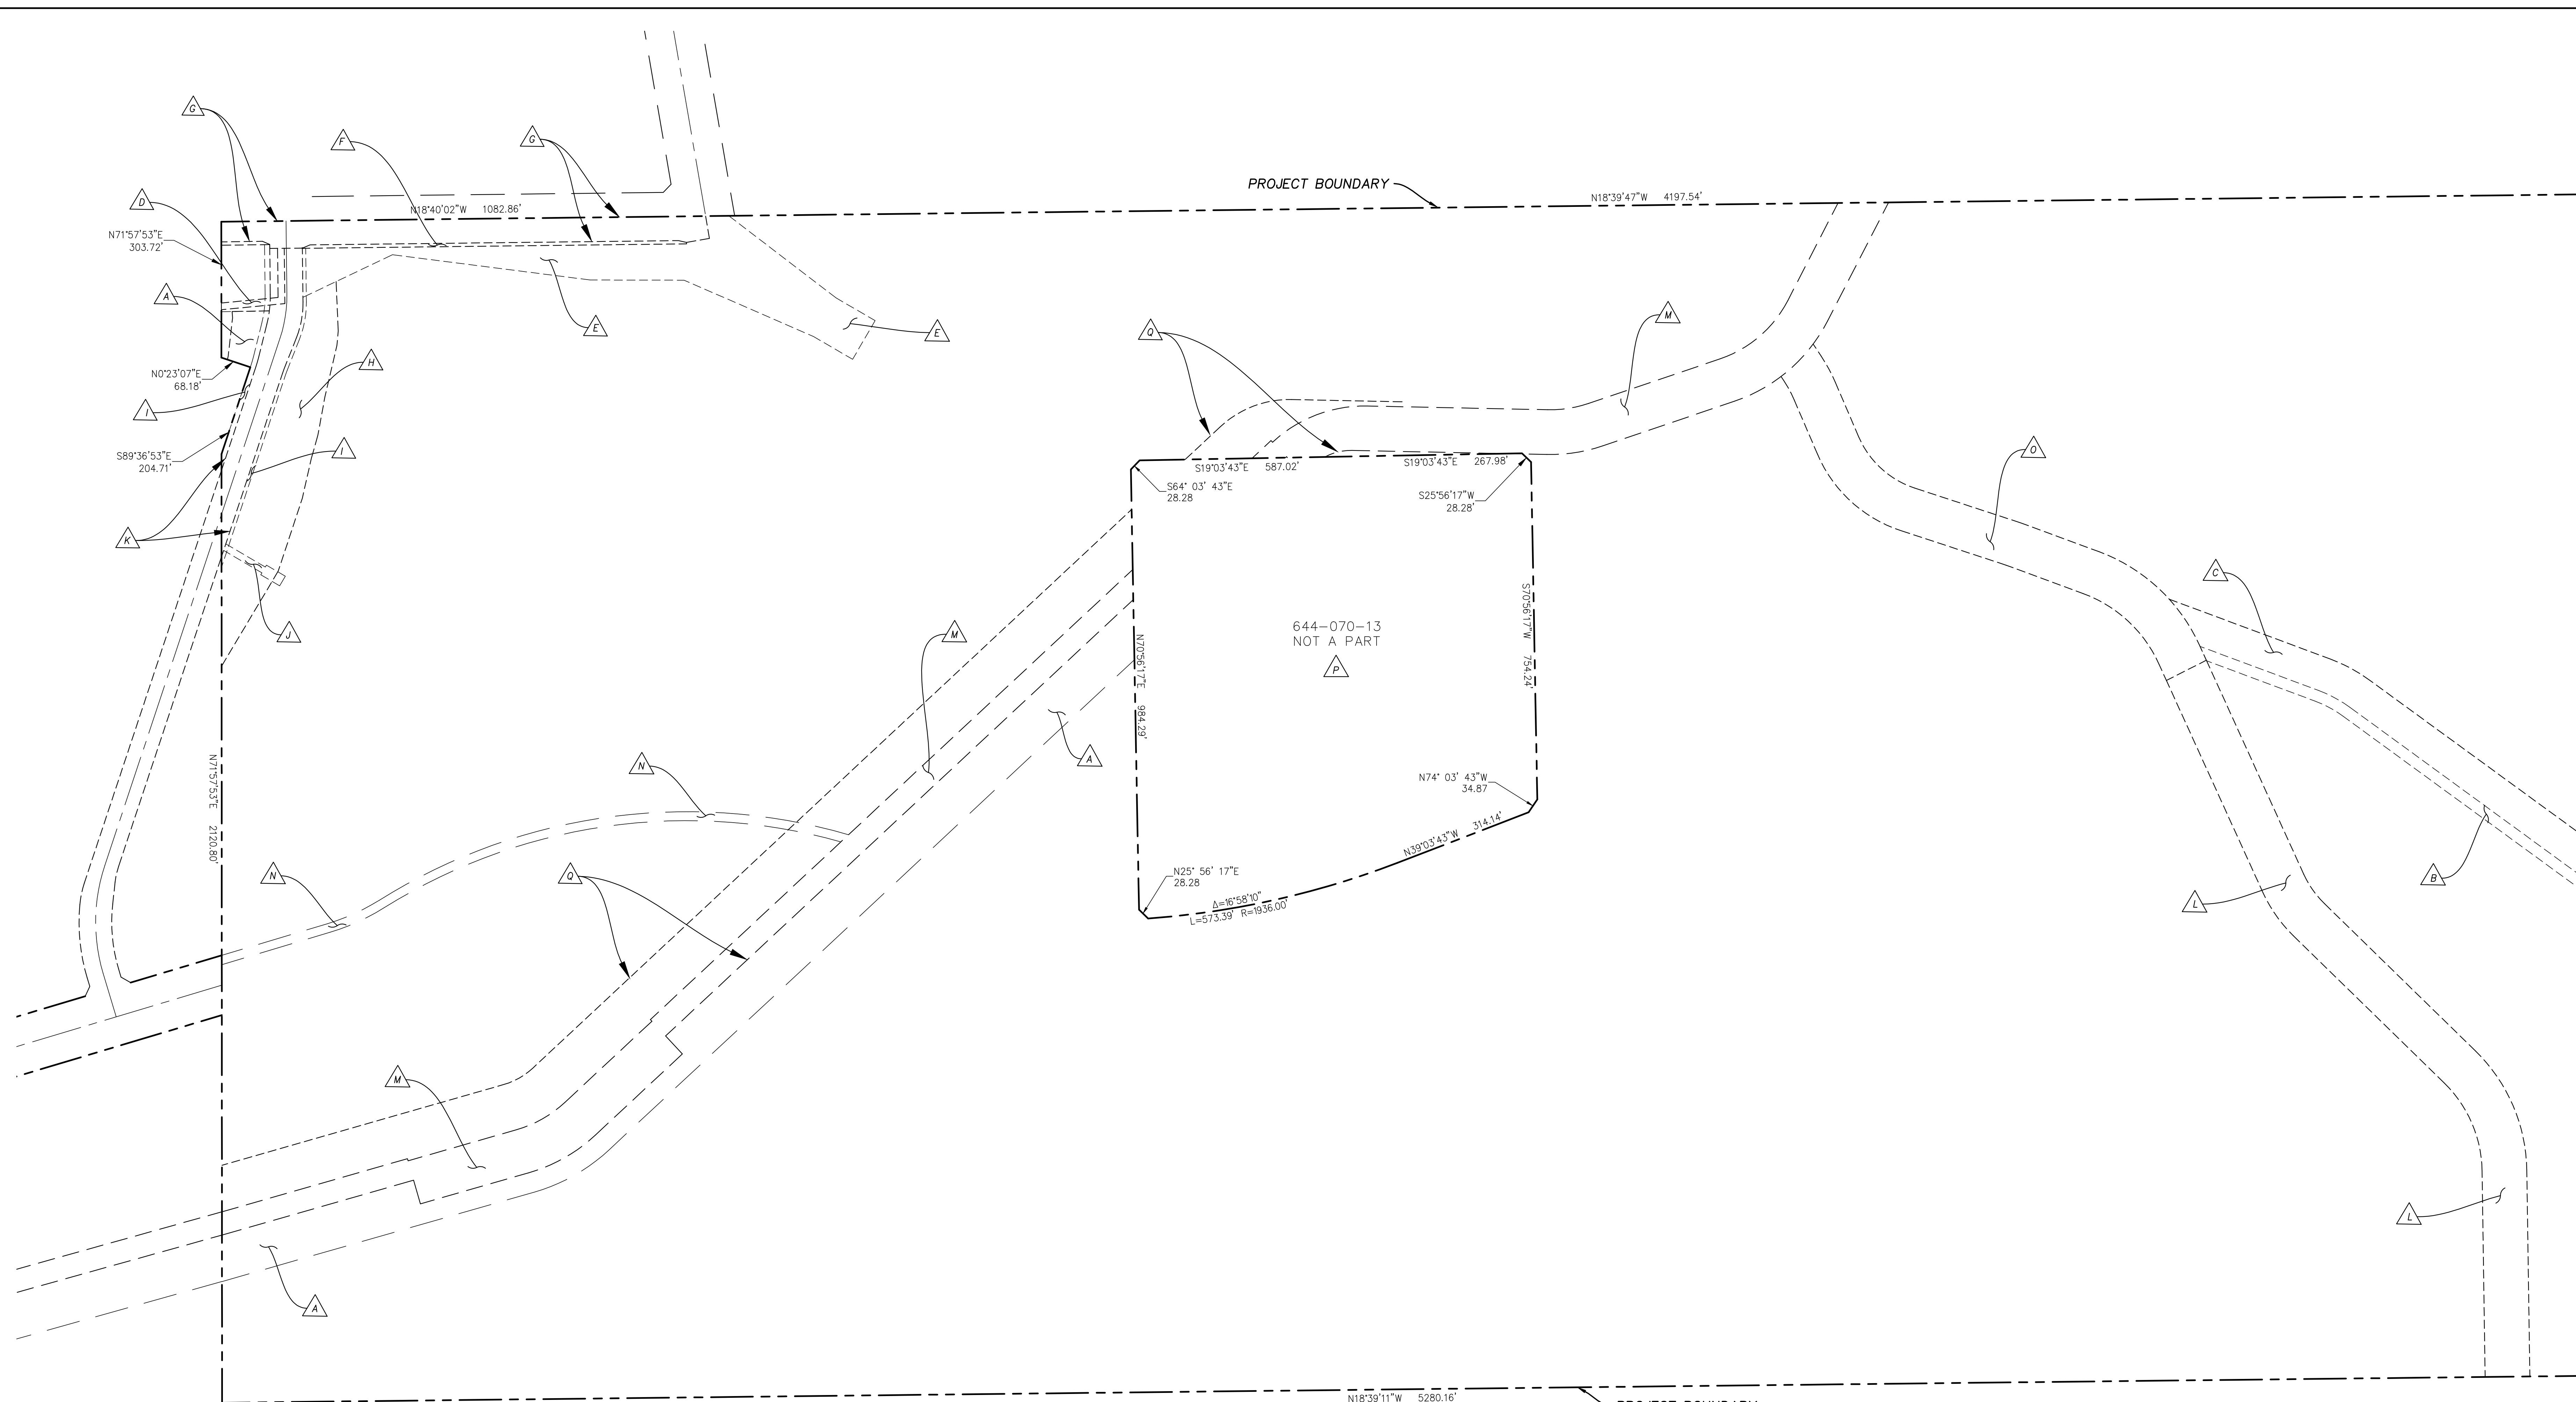 G
F
G
D
PROJECT BOUNDARY
N18°39'47"W 4197.54'
N18°40'02"W 1082.86'
N71°57'53"E
303.72'
A
E
E
Q
M
N0°23'07"E
68.18'
H
I
S89°36'53"E
204.71'
I
K
J
S19°03'43"E 587.02'
S19°03'43"E 267.98'
S64° 03' 43"E
28.28
S25°56'17"W
28.28'
O
C
644-070-13
NOT A PART
P
S70°56'17"W 754.24'
N70°56'17"E 984.29'
M
A
N
N71°57'53"E 2120.80'
N74° 03' 43"W
34.87
N39°03'43"W 314.14'
N25° 56' 17"E
28.28
Δ=16°58'10"
L=573.39' R=1936.00'
N
Q
B
L
M
L
A
N18°39'11"W 5280.16'
PROJECT BOUNDARY